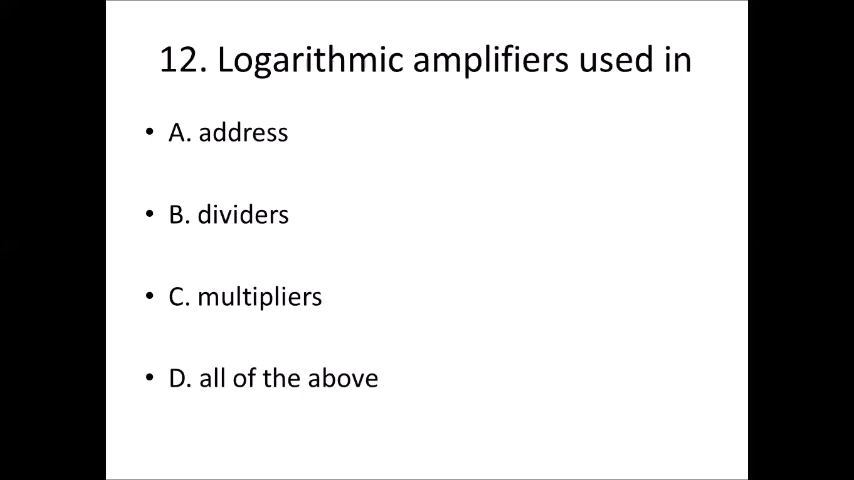 12. Logarithmic amplifiers used in
• A. address
• B. dividers
• C. multipliers
• D. all of the above